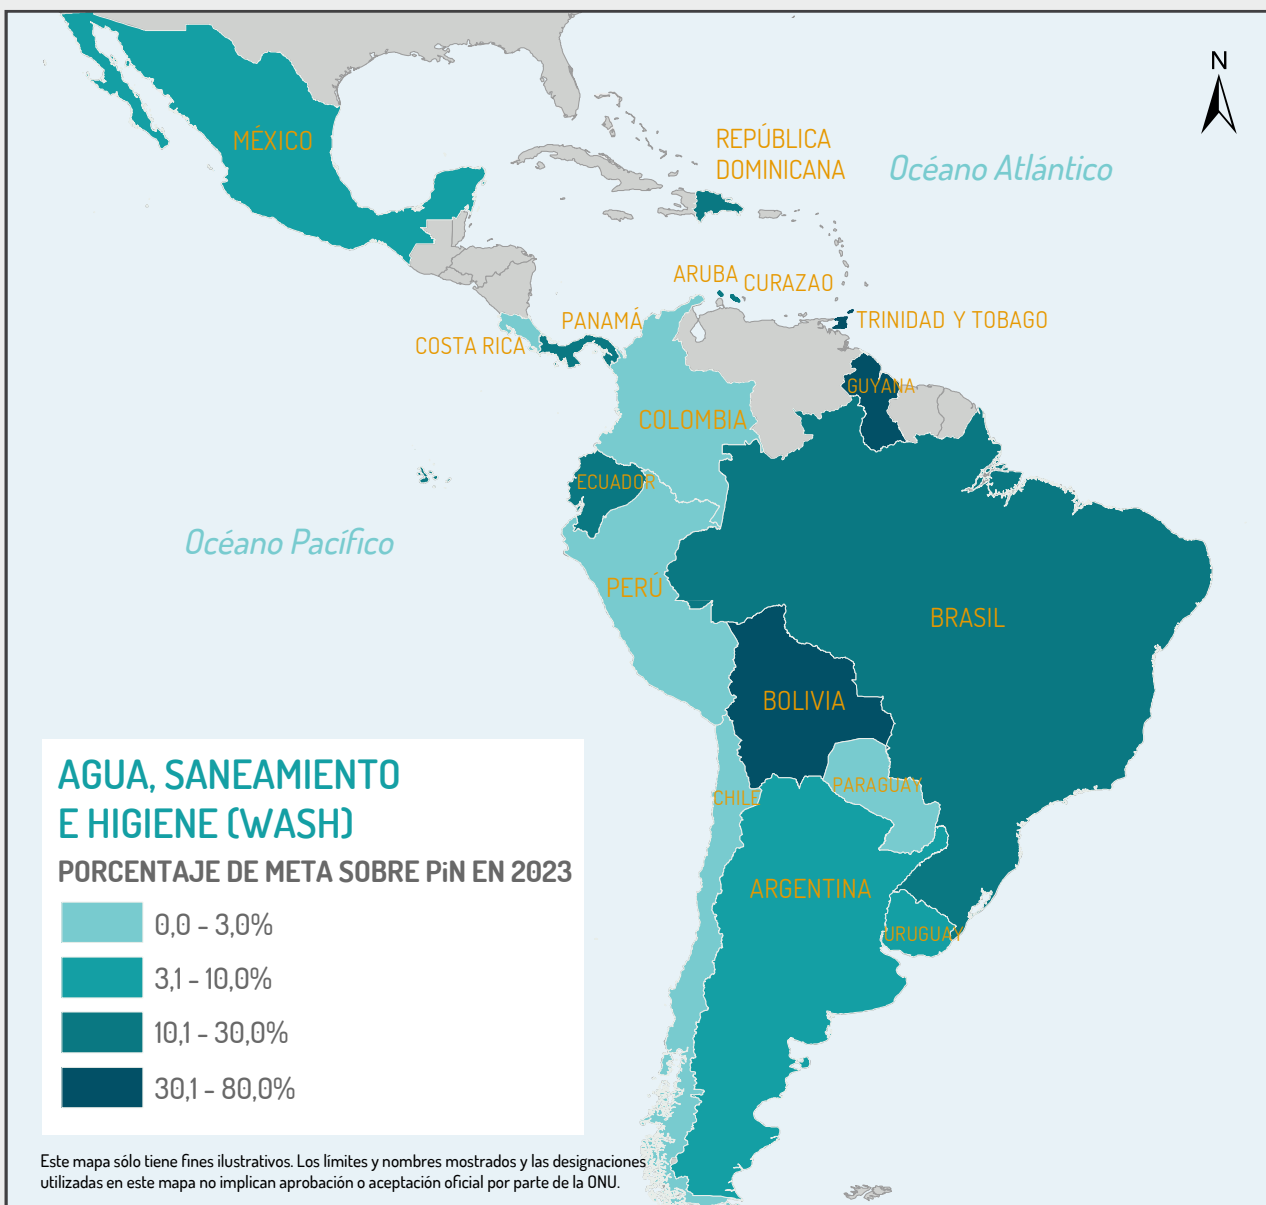 N
MÉXICO
REPÚBLICA
DOMINICANA
Océano Atlántico
ARUBA
CURAZAO
PANAMÁ
TRINIDAD Y TOBAGO
COSTA RICA
GUYANA
COLOMBIA
ECUADOR
Océano Pacífico
PERÚ
BRASIL
BOLIVIA
CHILE
PARAGUAY
ARGENTINA
URUGUAY
AGUA, SANEAMIENTO
E HIGIENE (WASH)
PORCENTAJE DE META SOBRE PiN EN 2023
0,0 - 3,0%
3,1 - 10,0%
10,1 - 30,0%
30,1 - 80,0%
Este mapa sólo tiene fines ilustrativos. Los límites y nombres mostrados y las designaciones
utilizadas en este mapa no implican aprobación o aceptación oficial por parte de la ONU.